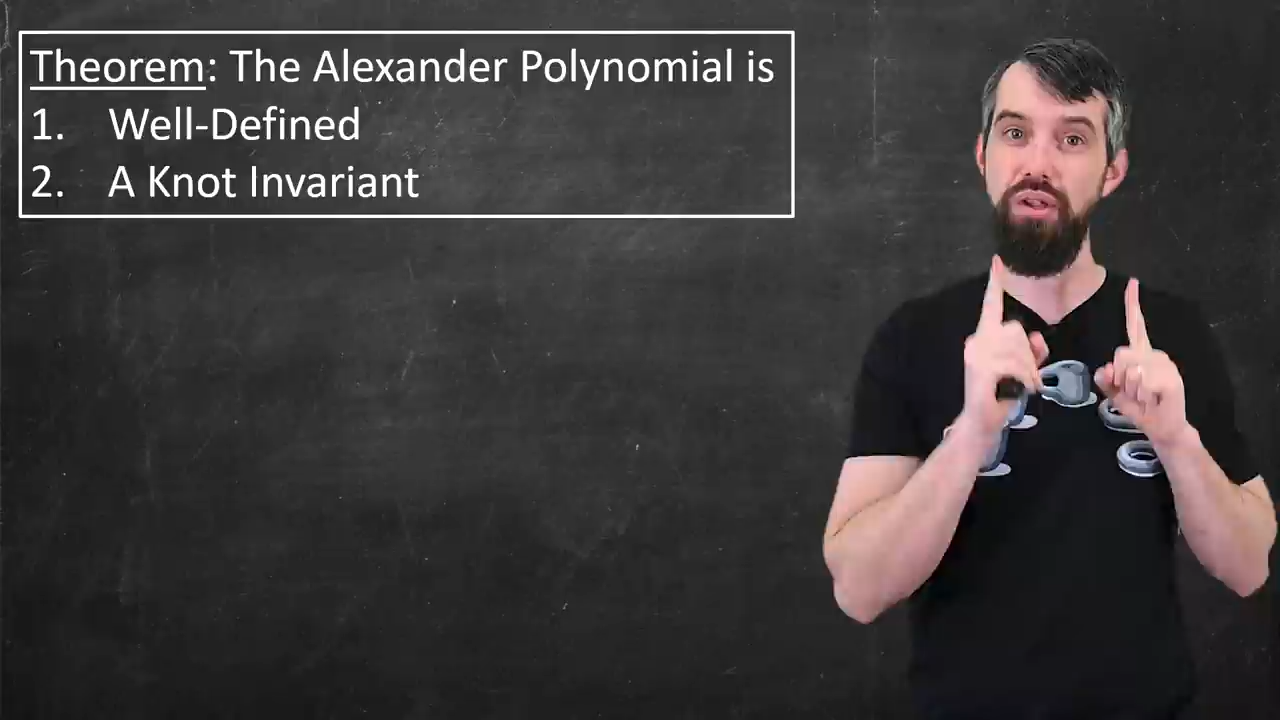 Theorem: The Alexander Polynomial is
1. Well-Defined
2. A Knot Invariant